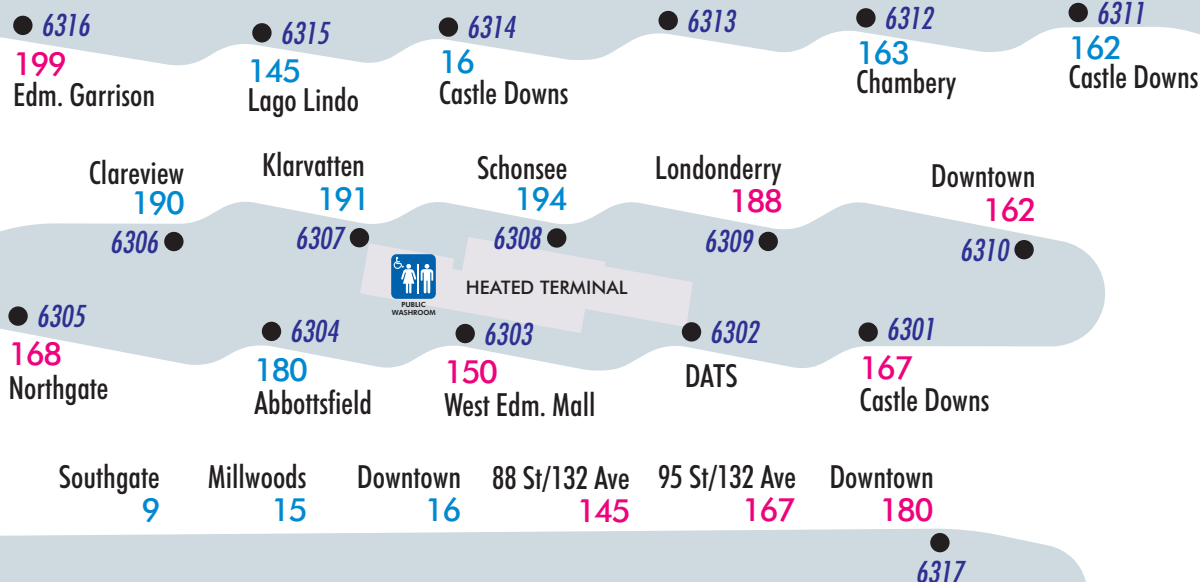 6316
6315
6314
6313
6312
6311
199
Edm. Garrison
145
Lago Lindo
16
Castle Downs
163
Chambery
162
Castle Downs
Clareview
190
Klarvatten
191
Schonsee
194
Londonderry
188
Downtown
162
6306
6307
6308
6309
6310
PUBLIC
WASHROOM
HEATED TERMINAL
6305
6304
6303
6302
6301
168
Northgate
180
Abbottsfield
150
West Edm. Mall
DATS
167
Castle Downs
Southgate
9
Millwoods
15
Downtown
16
88 St/132 Ave
145
95 St/132 Ave
167
Downtown
180
6317